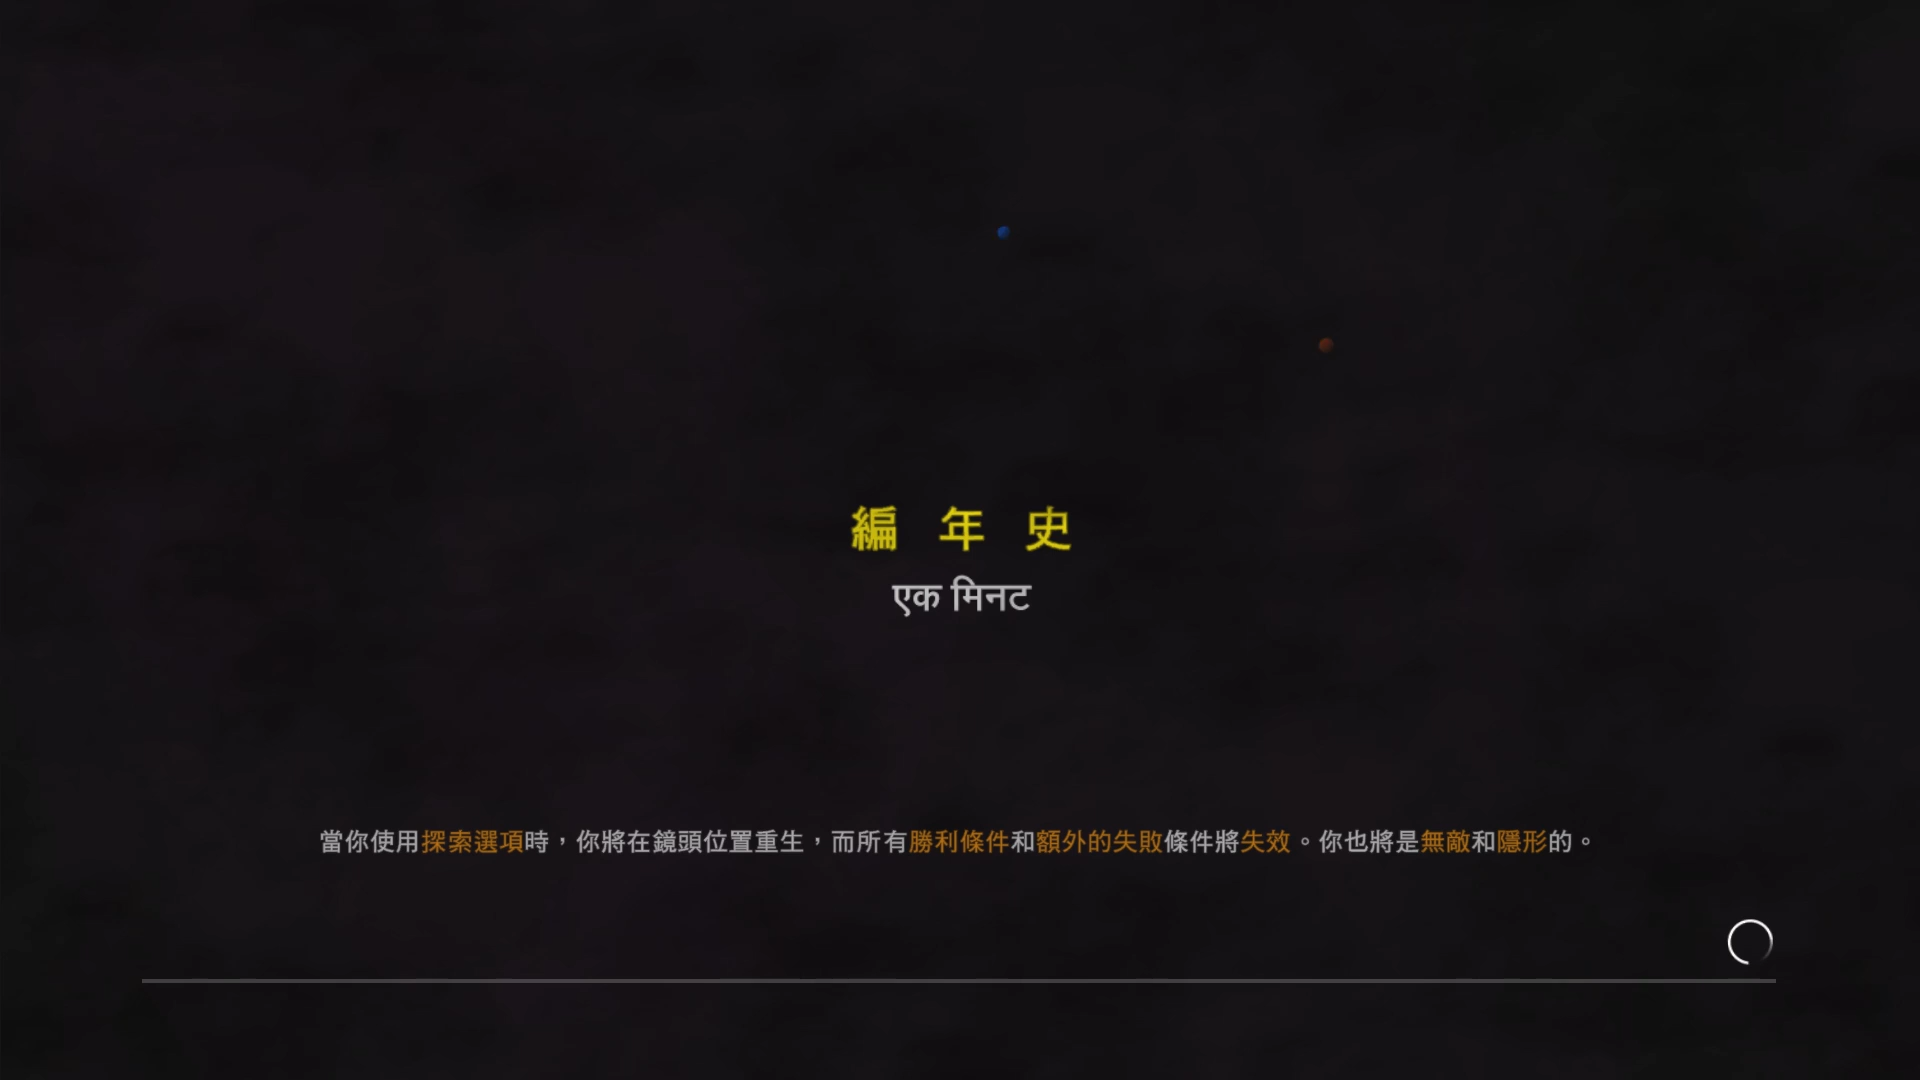 編年史
एक मिनट
當你使用探索選項時，你將在鏡頭位置重生，而所有勝利條件和額外的失敗條件將失效。你也將是無敵和隱形的。